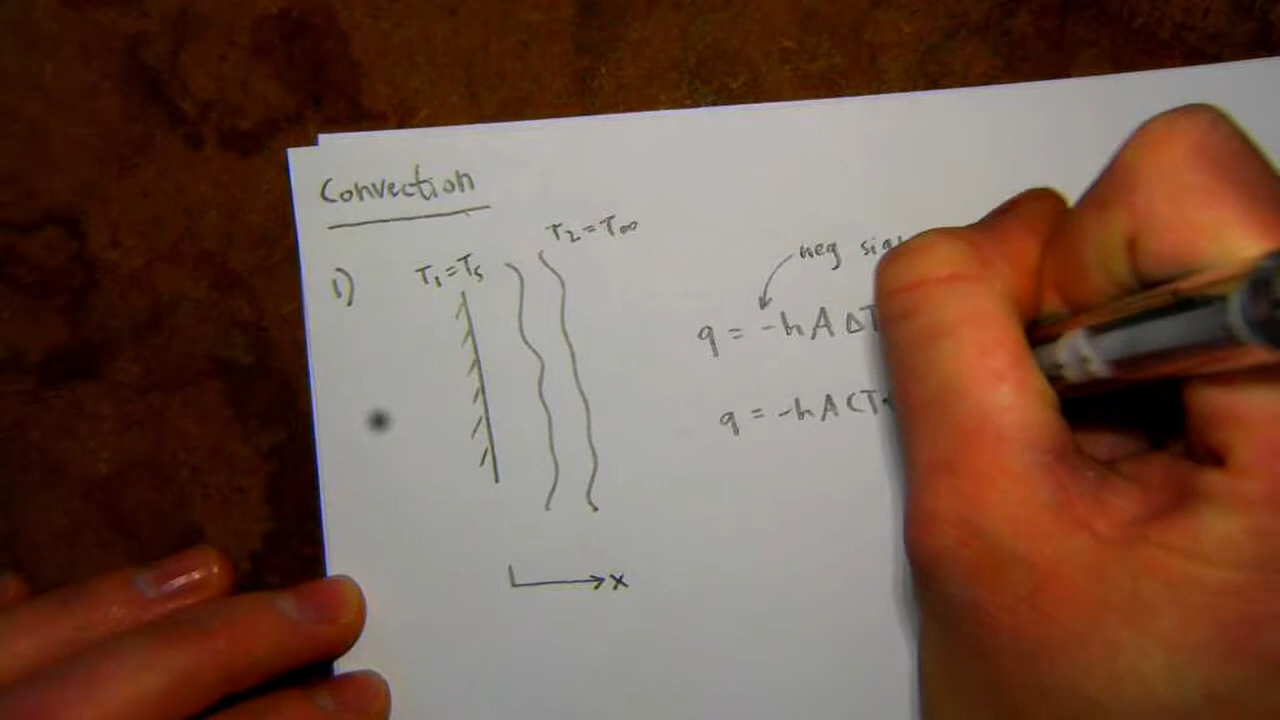 Convection
1)
T₁ = Tₛ
T₂ = T∞
neg
q = -hAΔT
q = -hA(T
x